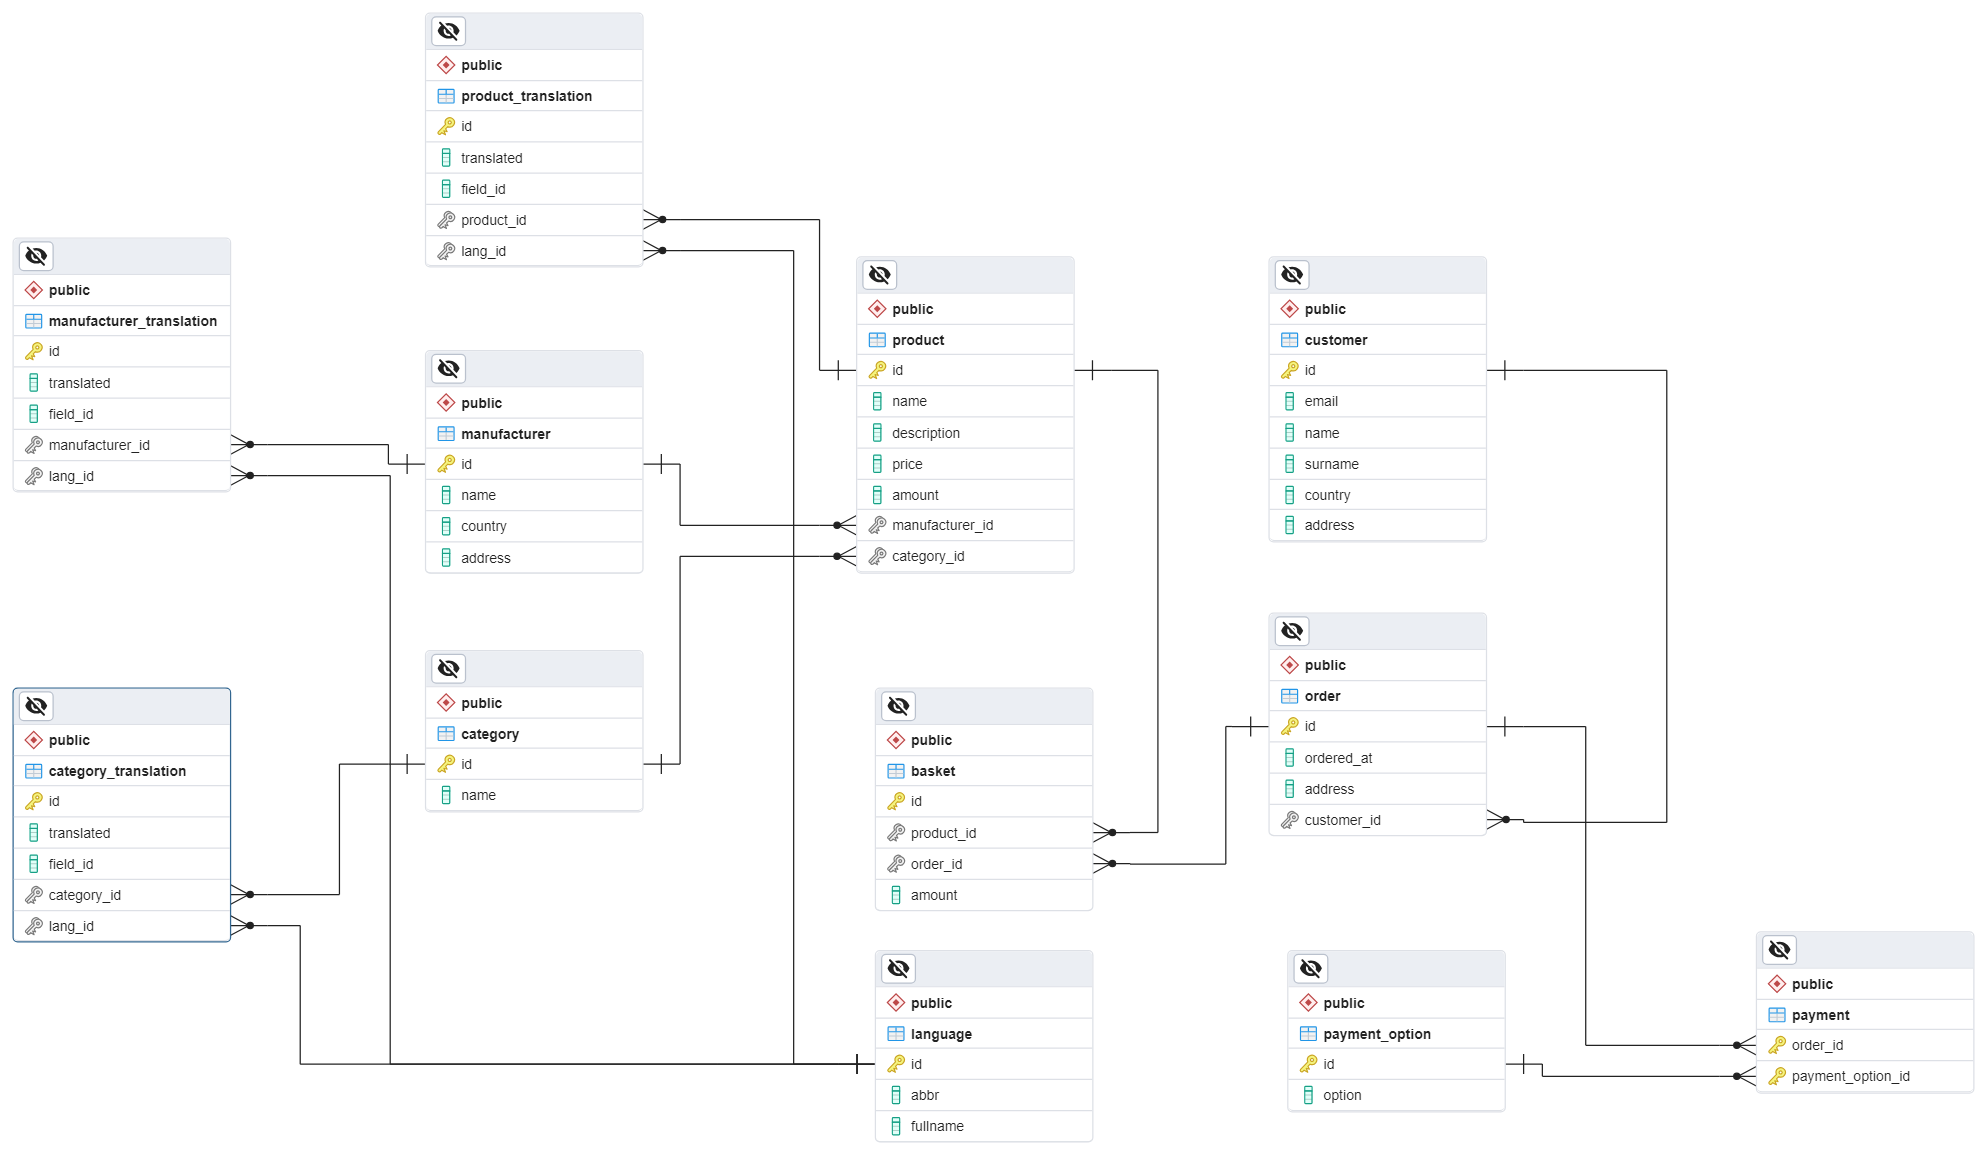 public
product_translation
id
translated
field_id
product_id
lang_id
public
manufacturer_translation
id
translated
field_id
manufacturer_id
lang_id
public
manufacturer
id
name
country
address
public
product
id
name
description
price
amount
manufacturer_id
category_id
public
customer
id
email
name
surname
country
address
public
category_translation
id
translated
field_id
category_id
lang_id
public
category
id
name
public
basket
id
product_id
order_id
amount
public
order
id
ordered_at
address
customer_id
public
language
id
abbr
fullname
public
payment_option
id
option
public
payment
order_id
payment_option_id